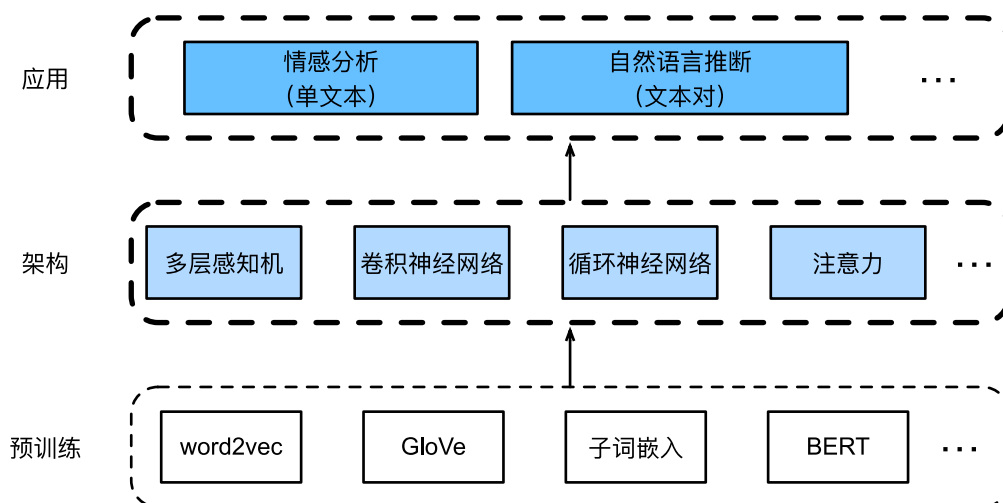 应用
情感分析
（单文本）
自然语言推断
（文本对）
...
架构
多层感知机
卷积神经网络
循环神经网络
注意力
...
预训练
word2vec
GloVe
子词嵌入
BERT
...